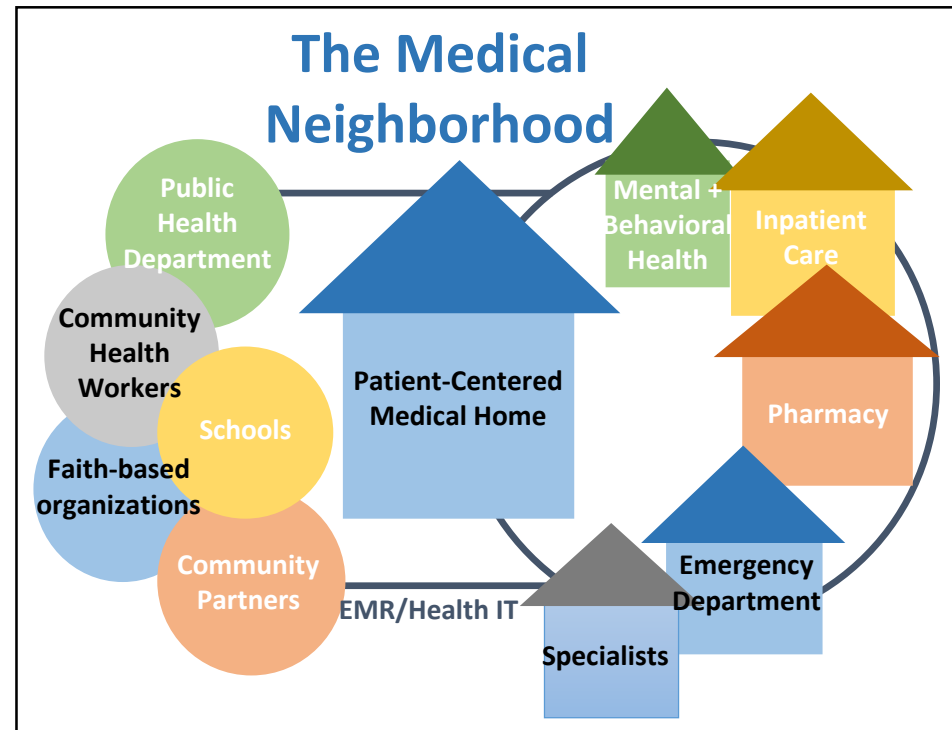 The Medical
Neighborhood
Public
Health
Department
Community
Health
Workers
Schools
Faith-based
organizations
Community
Partners
EMR/Health IT
Patient-Centered
Medical Home
Mental +
Behavioral
Health
Inpatient
Care
Pharmacy
Emergency
Department
Specialists